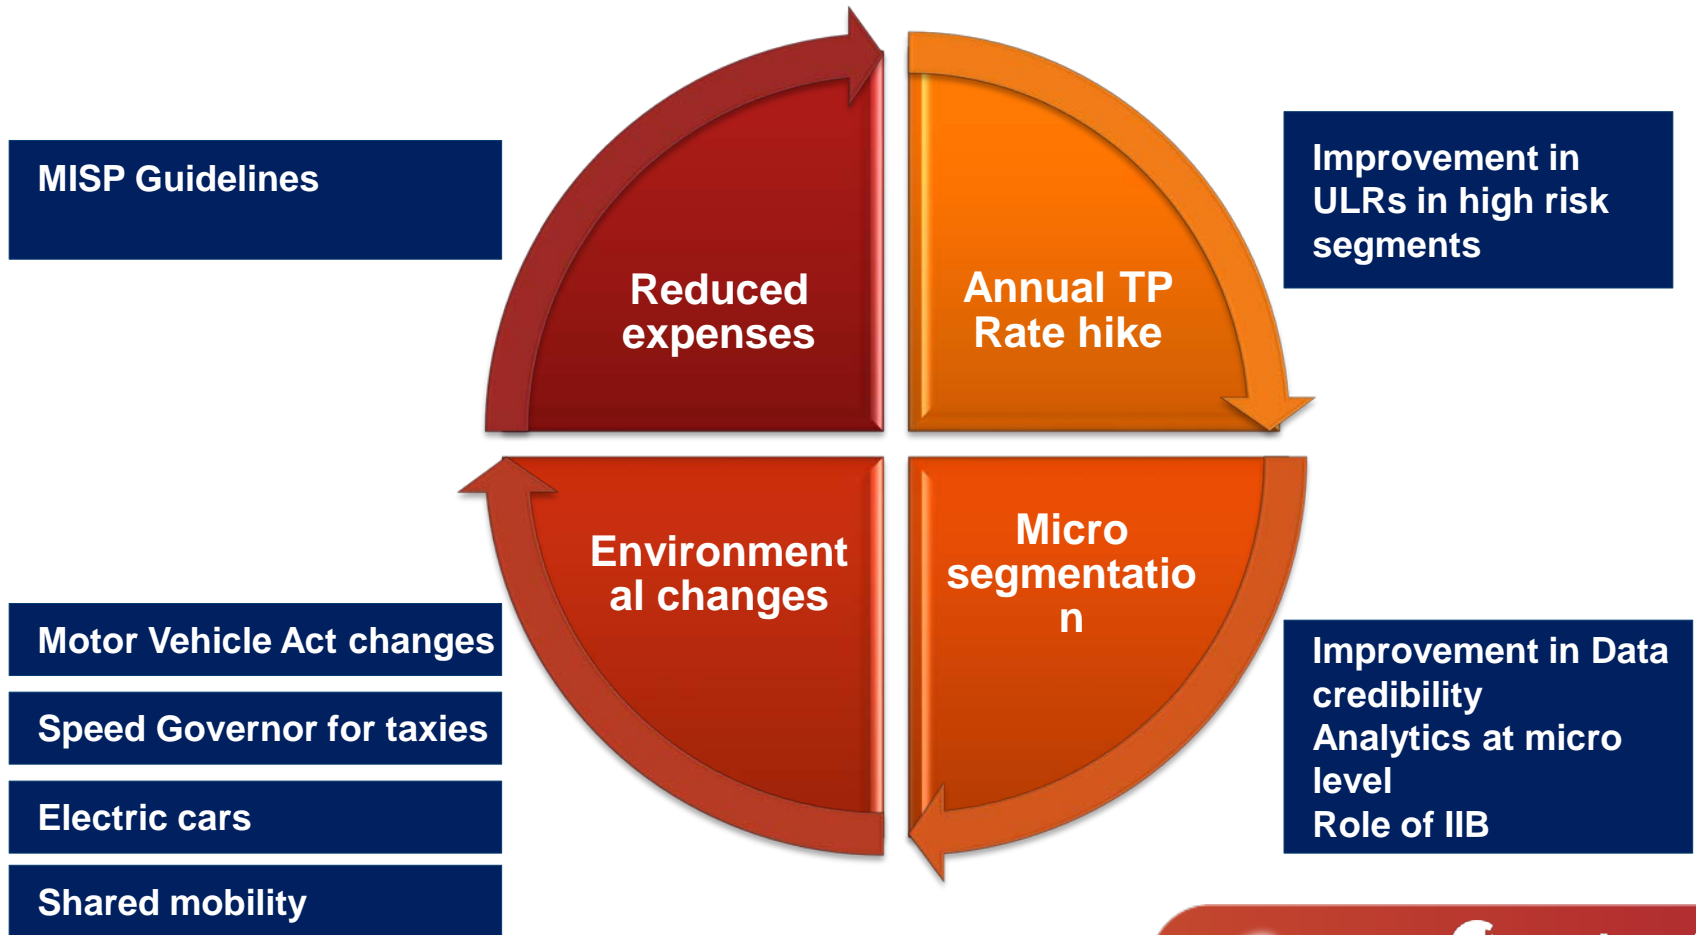 MISP Guidelines
Reduced
expenses
Annual TP
Rate hike
Improvement in
ULRs in high risk
segments
Environment
al changes
Micro
segmentatio
n
Motor Vehicle Act changes
Speed Governor for taxies
Electric cars
Shared mobility
Improvement in Data
credibility
Analytics at micro
level
Role of IIB